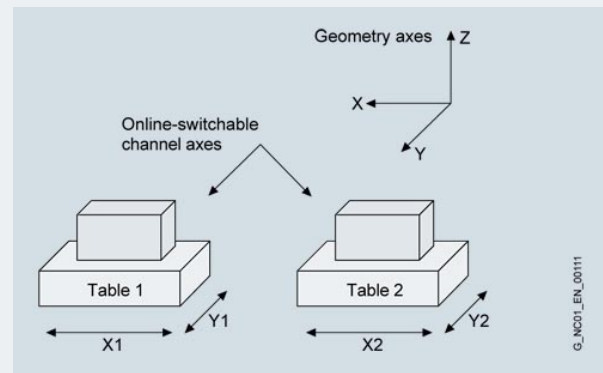 Geometry axes
Z
X
Y
Online-switchable
channel axes
Table 1
Table 2
Y1
Y2
X1
X2
G_NC01_EN_00111